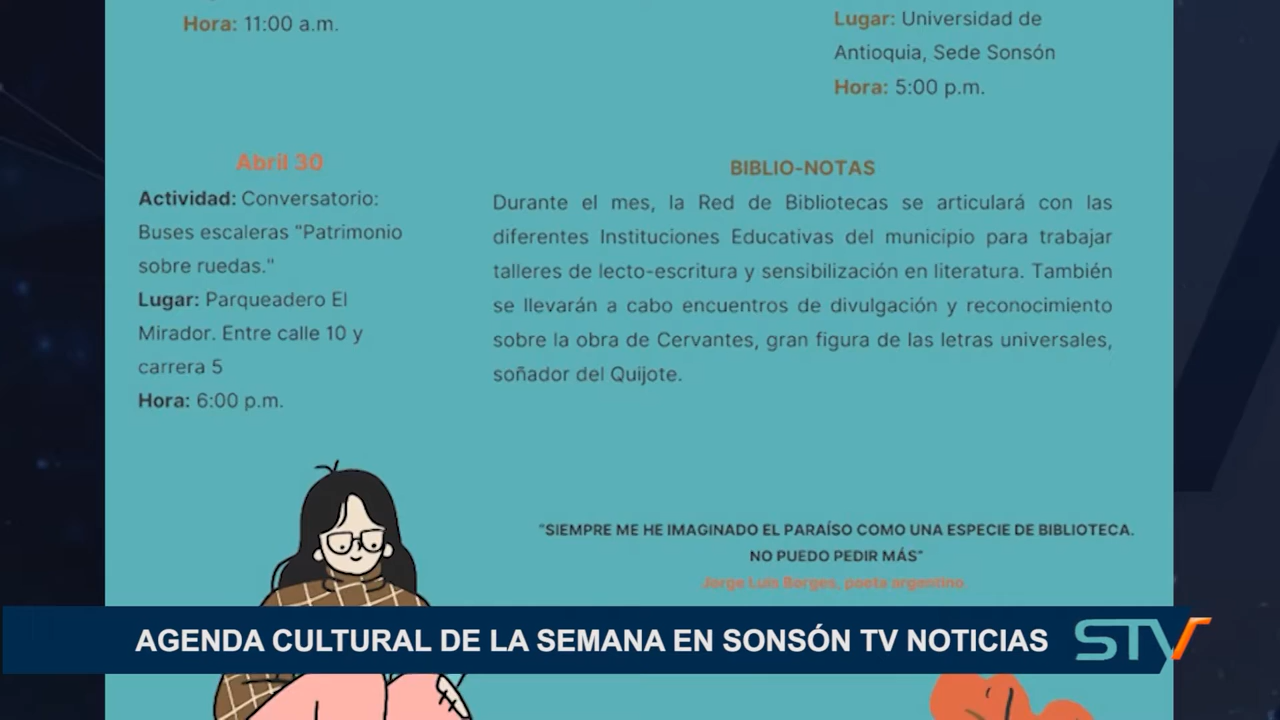 Hora: 11:00 a.m.
Lugar: Universidad de
Antioquia, Sede Sonsón
Hora: 5:00 p.m.
Abril 30
Actividad: Conversatorio:
Buses escaleras "Patrimonio
sobre ruedas."
Lugar: Parqueadero El
Mirador. Entre calle 10 y
carrera 5
Hora: 6:00 p.m.
BIBLIO-NOTAS
Durante el mes, la Red de Bibliotecas se articulará con las
diferentes Instituciones Educativas del municipio para trabajar
talleres de lecto-escritura y sensibilización en literatura. También
se llevarán a cabo encuentros de divulgación y reconocimiento
sobre la obra de Cervantes, gran figura de las letras universales,
soñador del Quijote.
"SIEMPRE ME HE IMAGINADO EL PARAÍSO COMO UNA ESPECIE DE BIBLIOTECA.
NO PUEDO PEDIR MÁS"
Jorge Luis Borges, poeta argentino
AGENDA CULTURAL DE LA SEMANA EN SONSÓN TV NOTICIAS
STV